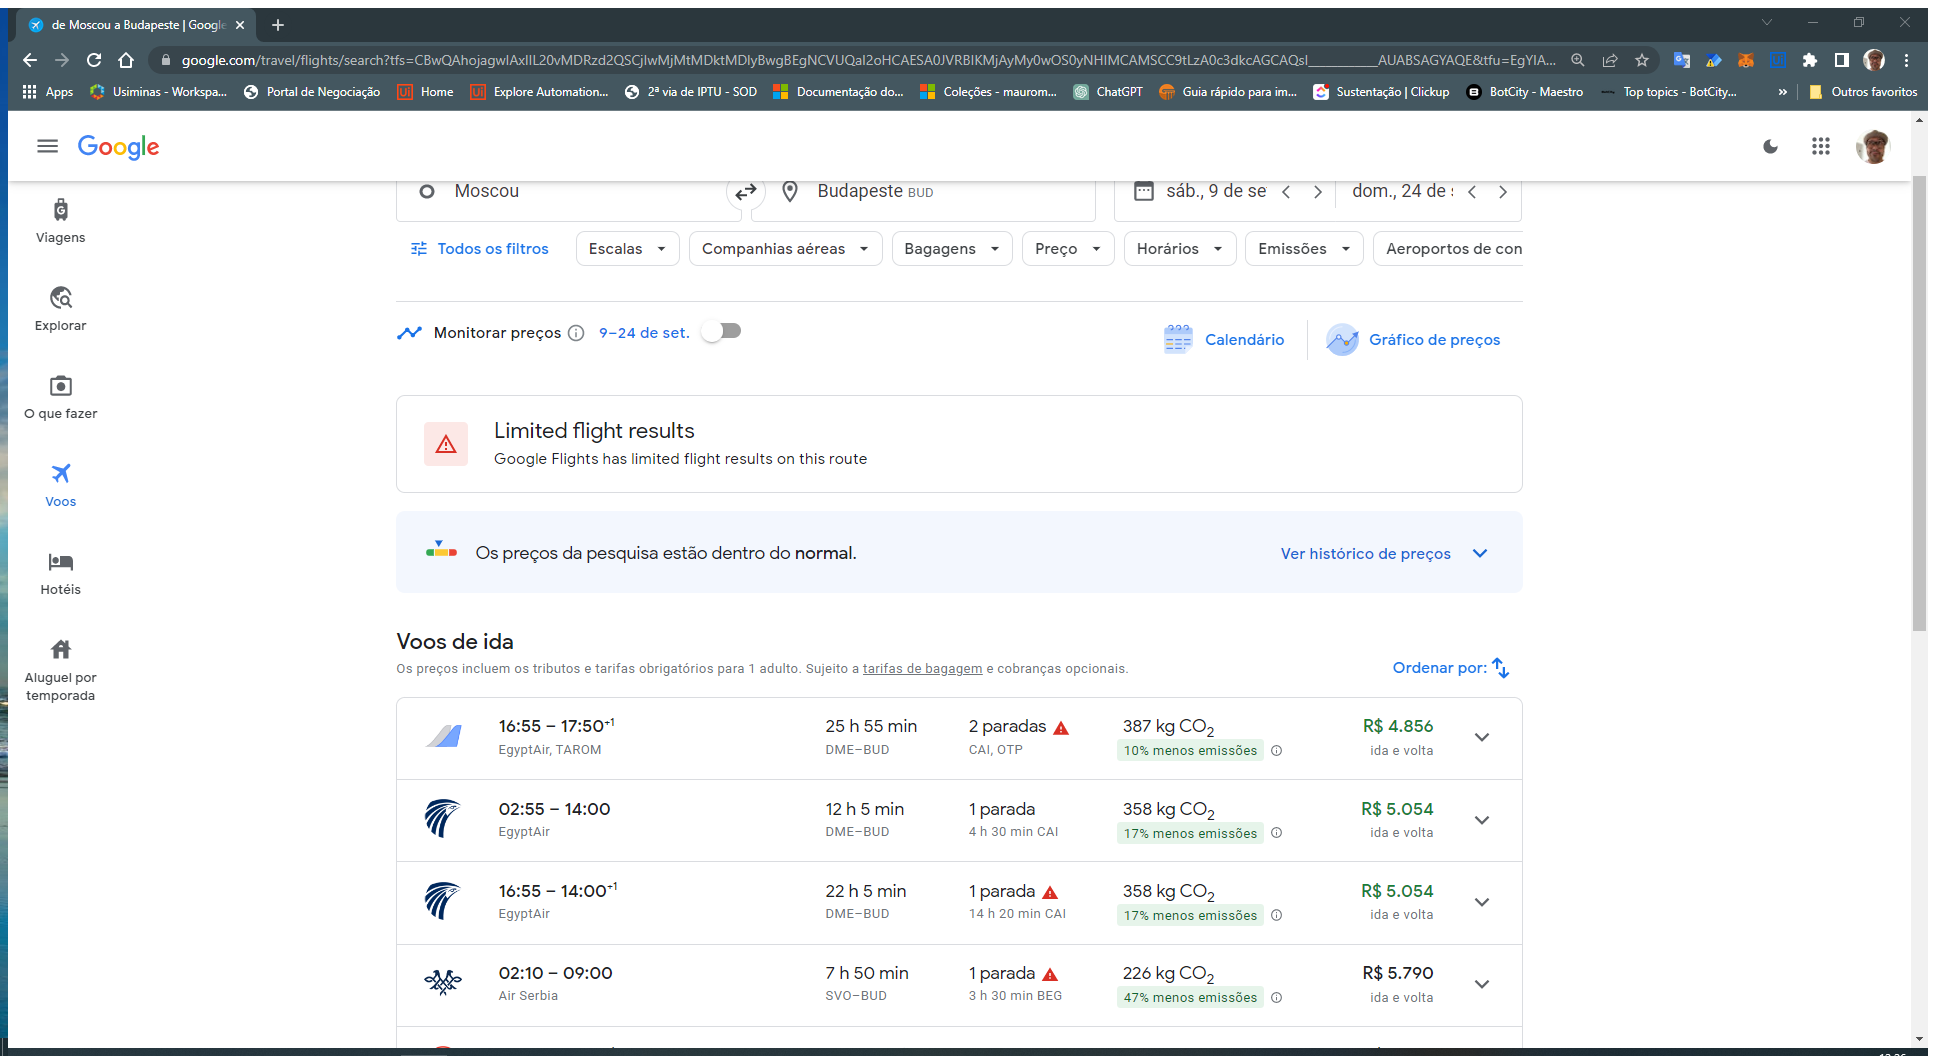 de Moscou a Budapeste | Google
google.com/travel/flights/search?tfs=CBwQAhojagwIAxIIL20vMDRzd2QSCjIwMjMtMDktMDlyBwgBEgNCVUQaI2oHCAESA0JVRBIKMjAyMy0wOS0yNHIMCAMSCC9tLzA0c3dkcAGCAQsI___________AUABSAGYAQE&tfu=EgYIA...
Apps Usiminas - Workspa... Portal de Negociação Home Explore Automation... 2ª via de IPTU - SOD Documentação do... Coleções - maurom... ChatGPT Guia rápido para im... Sustentação | Clickup BotCity - Maestro Top topics - BotCity... » Outros favoritos
Google
Moscou Budapeste BUD sáb., 9 de se dom., 24 de
Viagens
Todos os filtros Escalas Companhias aéreas Bagagens Preço Horários Emissões Aeroportos de con
Explorar
Monitorar preços 9–24 de set. Calendário Gráfico de preços
O que fazer
Limited flight results
Google Flights has limited flight results on this route
Voos
Os preços da pesquisa estão dentro do normal. Ver histórico de preços
Hotéis
Voos de ida
Os preços incluem os tributos e tarifas obrigatórios para 1 adulto. Sujeito a tarifas de bagagem e cobranças opcionais. Ordenar por:
Aluguel por
temporada
16:55 – 17:50+1 25 h 55 min 2 paradas 387 kg CO2 R$ 4.856
EgyptAir, TAROM DME–BUD CAI, OTP 10% menos emissões ida e volta
02:55 – 14:00 12 h 5 min 1 parada 358 kg CO2 R$ 5.054
EgyptAir DME–BUD 4 h 30 min CAI 17% menos emissões ida e volta
16:55 – 14:00+1 22 h 5 min 1 parada 358 kg CO2 R$ 5.054
EgyptAir DME–BUD 14 h 20 min CAI 17% menos emissões ida e volta
02:10 – 09:00 7 h 50 min 1 parada 226 kg CO2 R$ 5.790
Air Serbia SVO–BUD 3 h 30 min BEG 47% menos emissões ida e volta